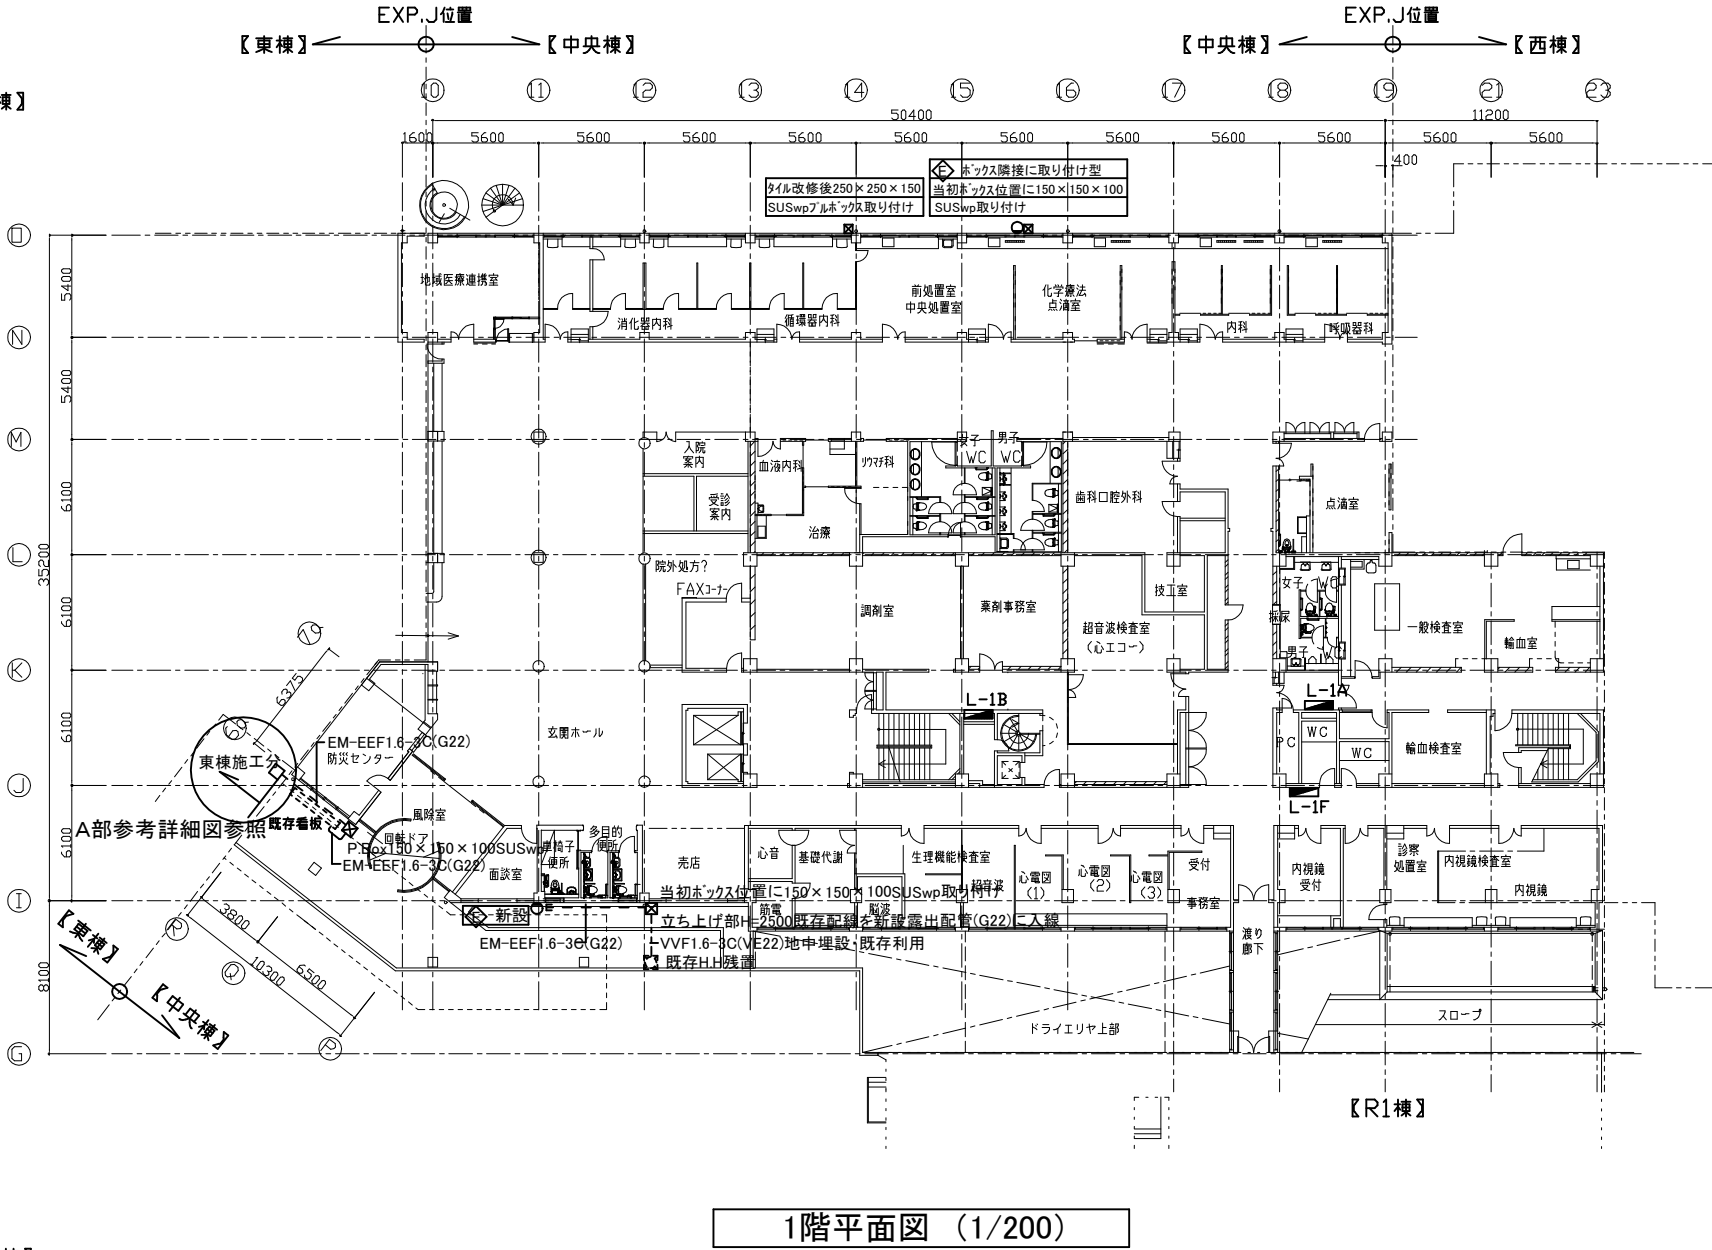 EXP.J位置
EXP.J位置
【東棟】
【中央棟】
【中央棟】
【西棟】
棟】
10
11
12
13
14
15
16
17
18
19
21
23
50400
11200
1600
5600
5600
5600
5600
5600
5600
5600
5600
5600
5600
5600
400
E
ボックス隣接に取り付け型
タイル改修後250×250×150
当初ボックス位置に150×150×100
SUSwpプルボックス取り付け
SUSwp取り付け
O
N
M
L
K
J
I
G
5400
5400
6100
6100
6100
6100
35200
8100
地域医療連携室
消化器内科
循環器内科
前処置室
中央処置室
化学療法
点滴室
内科
呼吸器科
入院
案内
受診
案内
血液内科
リウマチ科
治療
女子
WC
男子
WC
歯科口腔外科
点滴室
院外処方?
FAXコーナー
調剤室
薬剤事務室
技工室
超音波検査室
(心エコー)
女子
WC
採尿
男子
WC
一般検査室
輸血室
79
69
6375
玄関ホール
L-1B
L-1A
PC
WC
WC
輸血検査室
L-1F
EM-EEF1.6-3C(G22)
防災センター
東棟施工分
既存看板
A部参考詳細図参照
風除室
回転ドア
P.Box150×150×100SUSwp
EM-EEF1.6-3C(G22)
面談室
車椅子
便所
多目的
便所
売店
心音
基礎代謝
生理機能検査室
超音波
心電図
(1)
心電図
(2)
心電図
(3)
受付
事務室
筋電
脳波
内視鏡
受付
診察
処置室
内視鏡検査室
内視鏡
当初ボックス位置に150×150×100SUSwp取り付け
新設
E
立ち上げ部H=2500既存配線を新設露出配管(G22)に入線
EM-EEF1.6-3C(G22)
VVF1.6-3C(VE22)地中埋設・既存利用
既存H.H残置
渡り
廊下
ドライエリヤ上部
スロープ
3800
6500
10300
R
Q
P
【東棟】
【中央棟】
【R1棟】
1階平面図 (1/200)